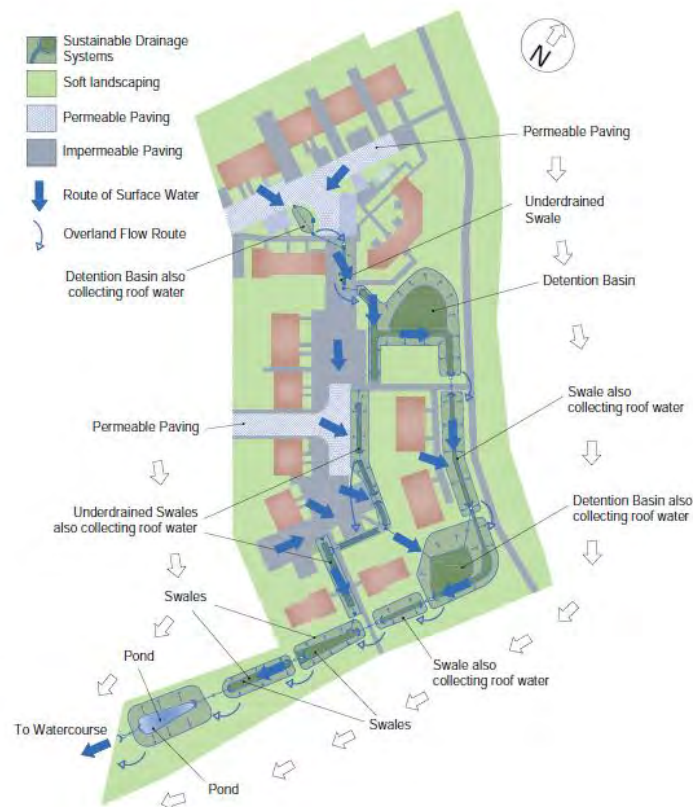 Sustainable Drainage
Systems
Soft landscaping
Permeable Paving
Impermeable Paving
Route of Surface Water
Overland Flow Route
N
Permeable Paving
Underdrained
Swale
Detention Basin also
collecting roof water
Detention Basin
Swale also
collecting roof water
Permeable Paving
Underdrained Swales
also collecting roof water
Detention Basin also
collecting roof water
Swales
Pond
Swale also
collecting roof water
To Watercourse
Swales
Pond